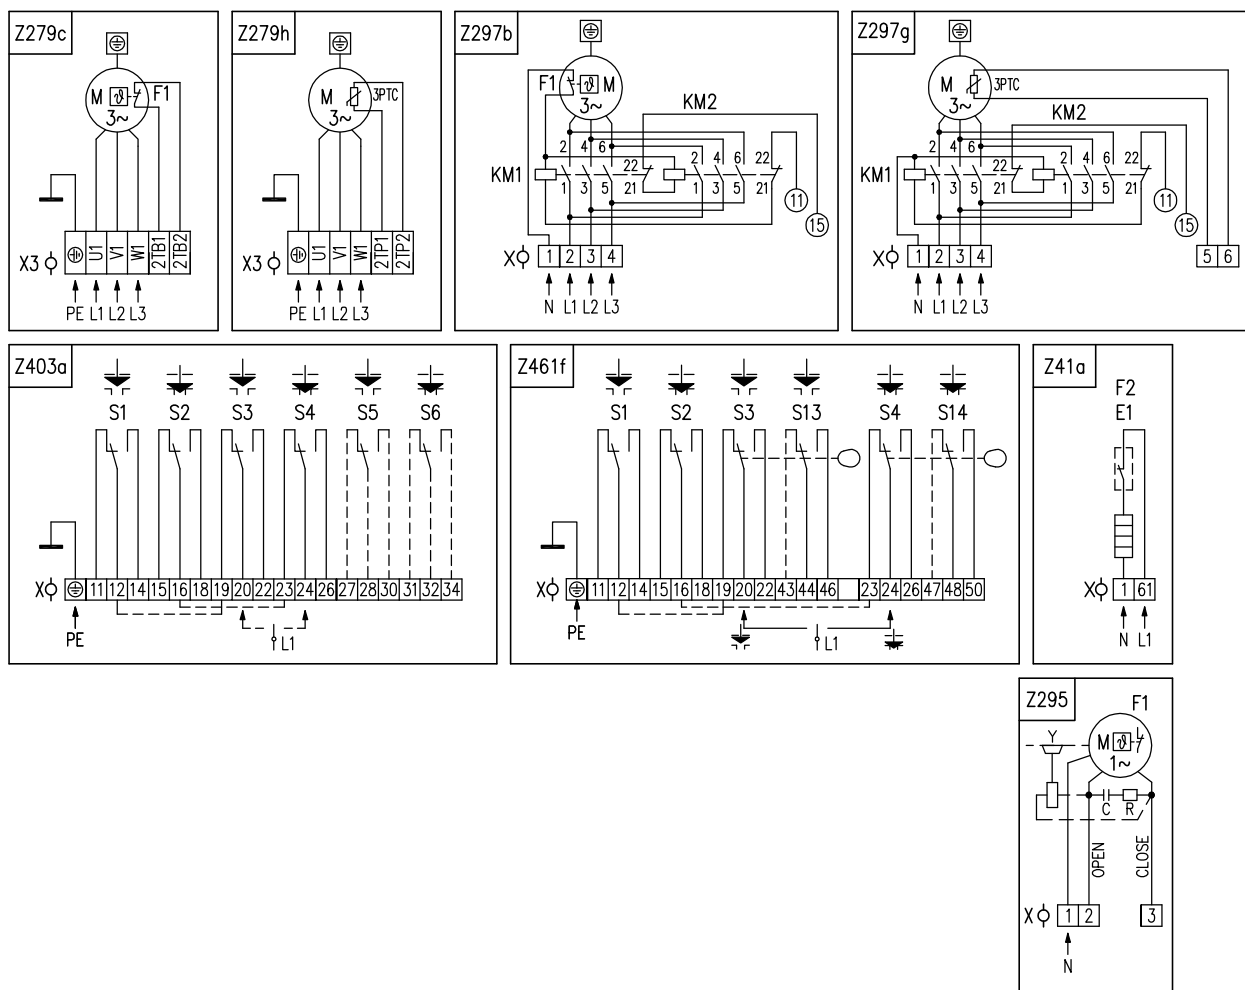 Z279c
M ϑ F1
3~
X3 U1 V1 W1 2TB1 2TB2
PE L1 L2 L3
Z279h
M 3PTC
3~
X3 U1 V1 W1 2TP1 2TP2
PE L1 L2 L3
Z297b
F1 ϑ M
3~
KM2
2 4 6 22 2 4 6 22
KM1
1 3 5 21 1 3 5 21
11
15
X 1 2 3 4
N L1 L2 L3
Z297g
M 3PTC
3~
KM2
2 4 6 22 2 4 6 22
KM1
1 3 5 21 1 3 5 21
11
15
X 1 2 3 4 5 6
N L1 L2 L3
Z403a
S1 S2 S3 S4 S5 S6
X 11 12 14 15 16 18 19 20 22 23 24 26 27 28 30 31 32 34
PE L1
Z461f
S1 S2 S3 S13 S4 S14
X 11 12 14 15 16 18 19 20 22 43 44 46 23 24 26 47 48 50
PE L1
Z41a
F2
E1
X 1 61
N L1
Z295
F1
Y
M ϑ
1~
C R
OPEN CLOSE
X 1 2 3
N